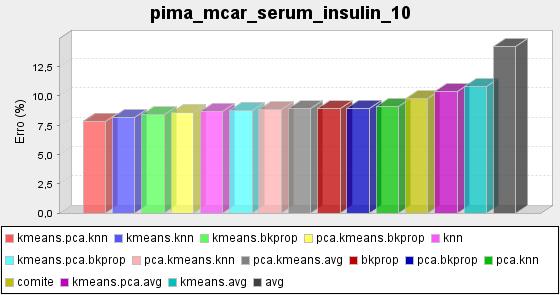 pima_mcar_serum_insulin_10
Erro (%)
12,5
10,0
7,5
5,0
2,5
0,0
kmeans.pca.knn kmeans.knn kmeans.bkprop pca.kmeans.bkprop knn
kmeans.pca.bkprop pca.kmeans.knn pca.kmeans.avg bkprop pca.bkprop pca.knn
comite kmeans.pca.avg kmeans.avg avg